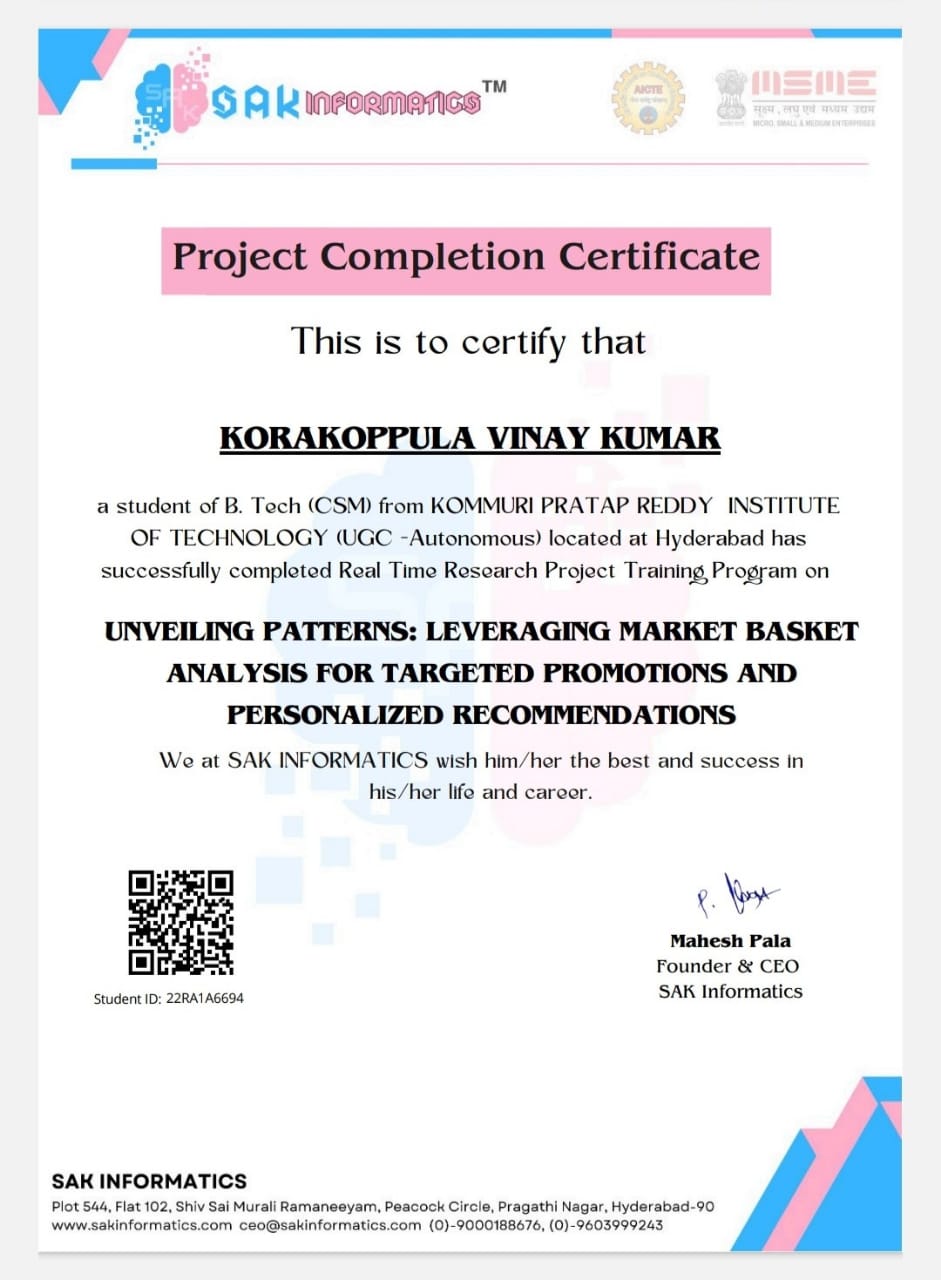 SAK INFORMATICS™
AICTE
MSME
सूक्ष्म, लघु एवं मध्यम उद्यम
MICRO, SMALL & MEDIUM ENTERPRISES
Project Completion Certificate
This is to certify that
KORAKOPPULA VINAY KUMAR
a student of B. Tech (CSM) from KOMMURI PRATAP REDDY INSTITUTE
OF TECHNOLOGY (UGC -Autonomous) located at Hyderabad has
successfully completed Real Time Research Project Training Program on
UNVEILING PATTERNS: LEVERAGING MARKET BASKET
ANALYSIS FOR TARGETED PROMOTIONS AND
PERSONALIZED RECOMMENDATIONS
We at SAK INFORMATICS wish him/her the best and success in
his/her life and career.
Mahesh Pala
Founder & CEO
SAK Informatics
Student ID: 22RA1A6694
SAK INFORMATICS
Plot 544, Flat 102, Shiv Sai Murali Ramaneeyam, Peacock Circle, Pragathi Nagar, Hyderabad-90
www.sakinformatics.com ceo@sakinformatics.com (0)-9000188676, (0)-9603999243